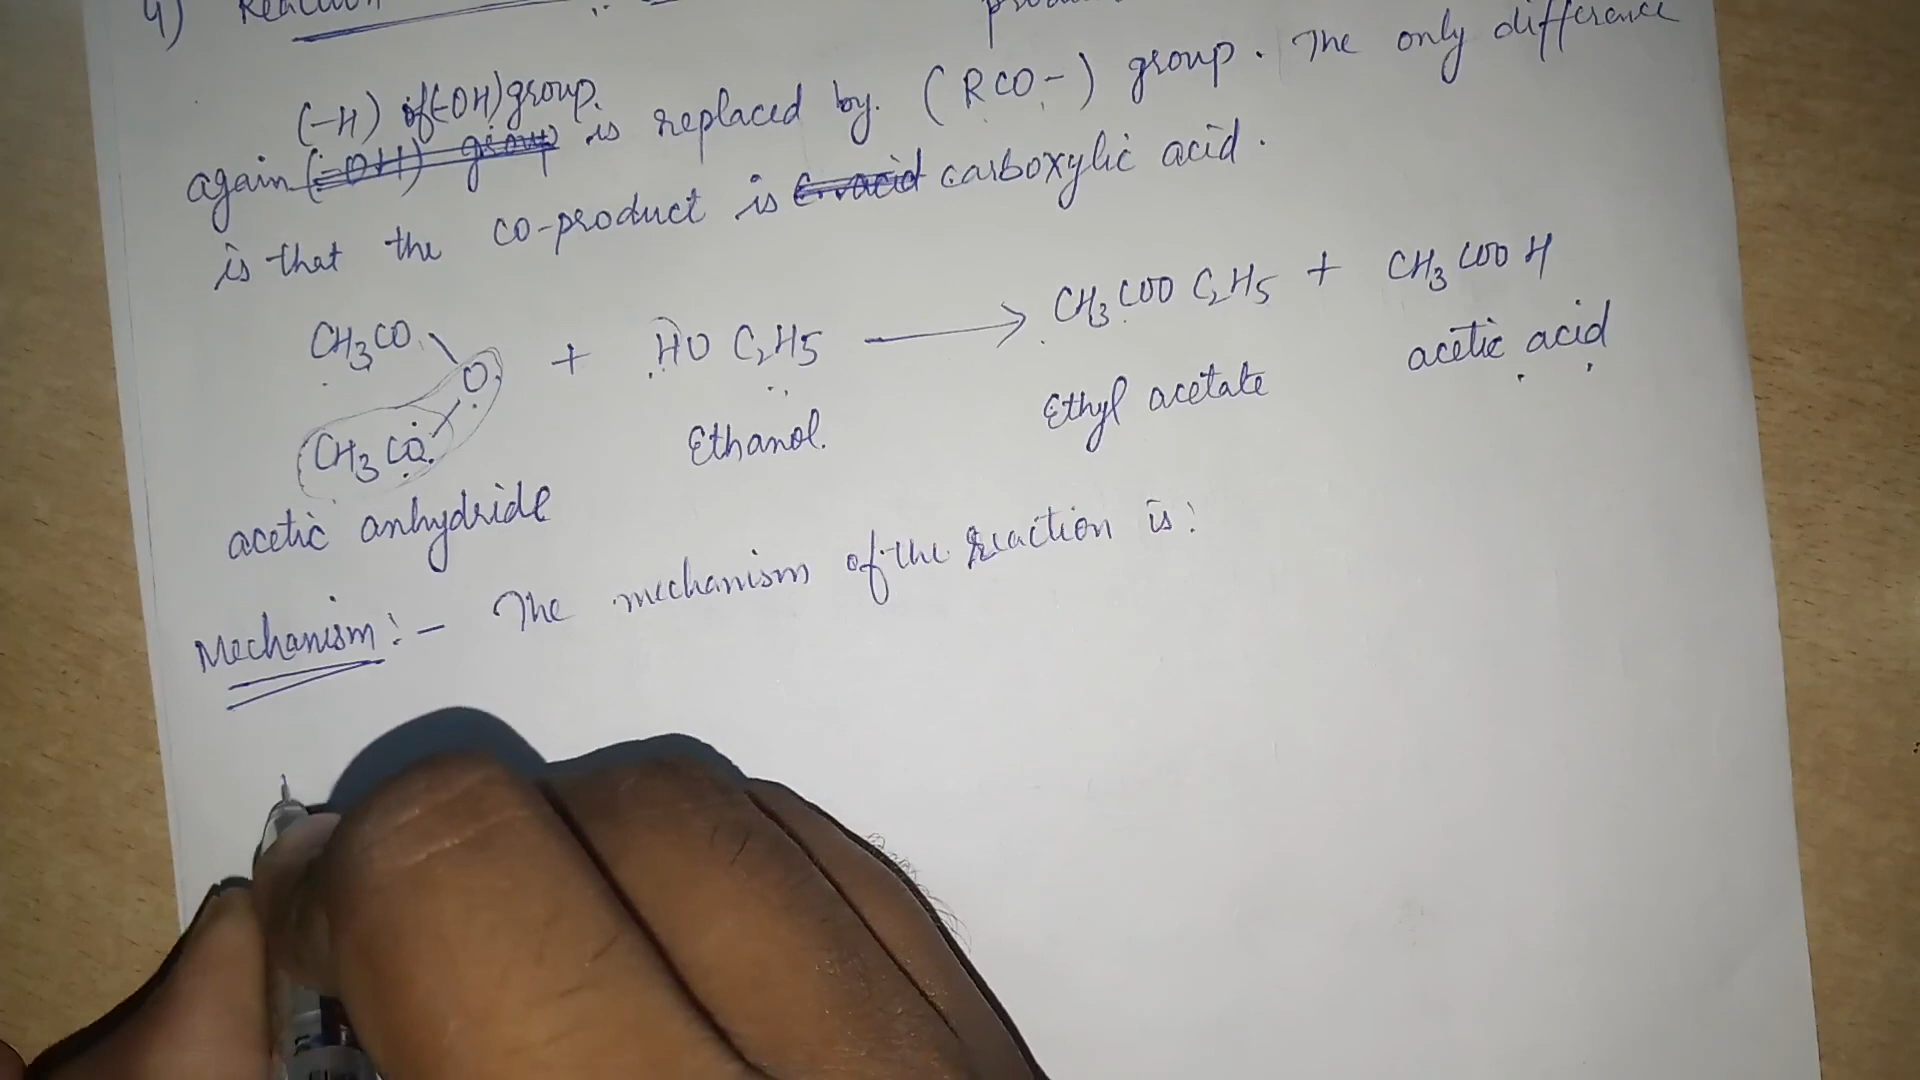 4) Reaction
(-H) of(-OH)group.
again (-OH) group is replaced by (RCO-) group. The only difference
is that the co-product is carboxylic acid.
CH3CO
O
CH3CO
+ HO C2H5 → CH3COO C2H5 + CH3COOH
acetic anhydride Ethanol. Ethyl acetate acetic acid
Mechanism:- The mechanism of the reaction is: